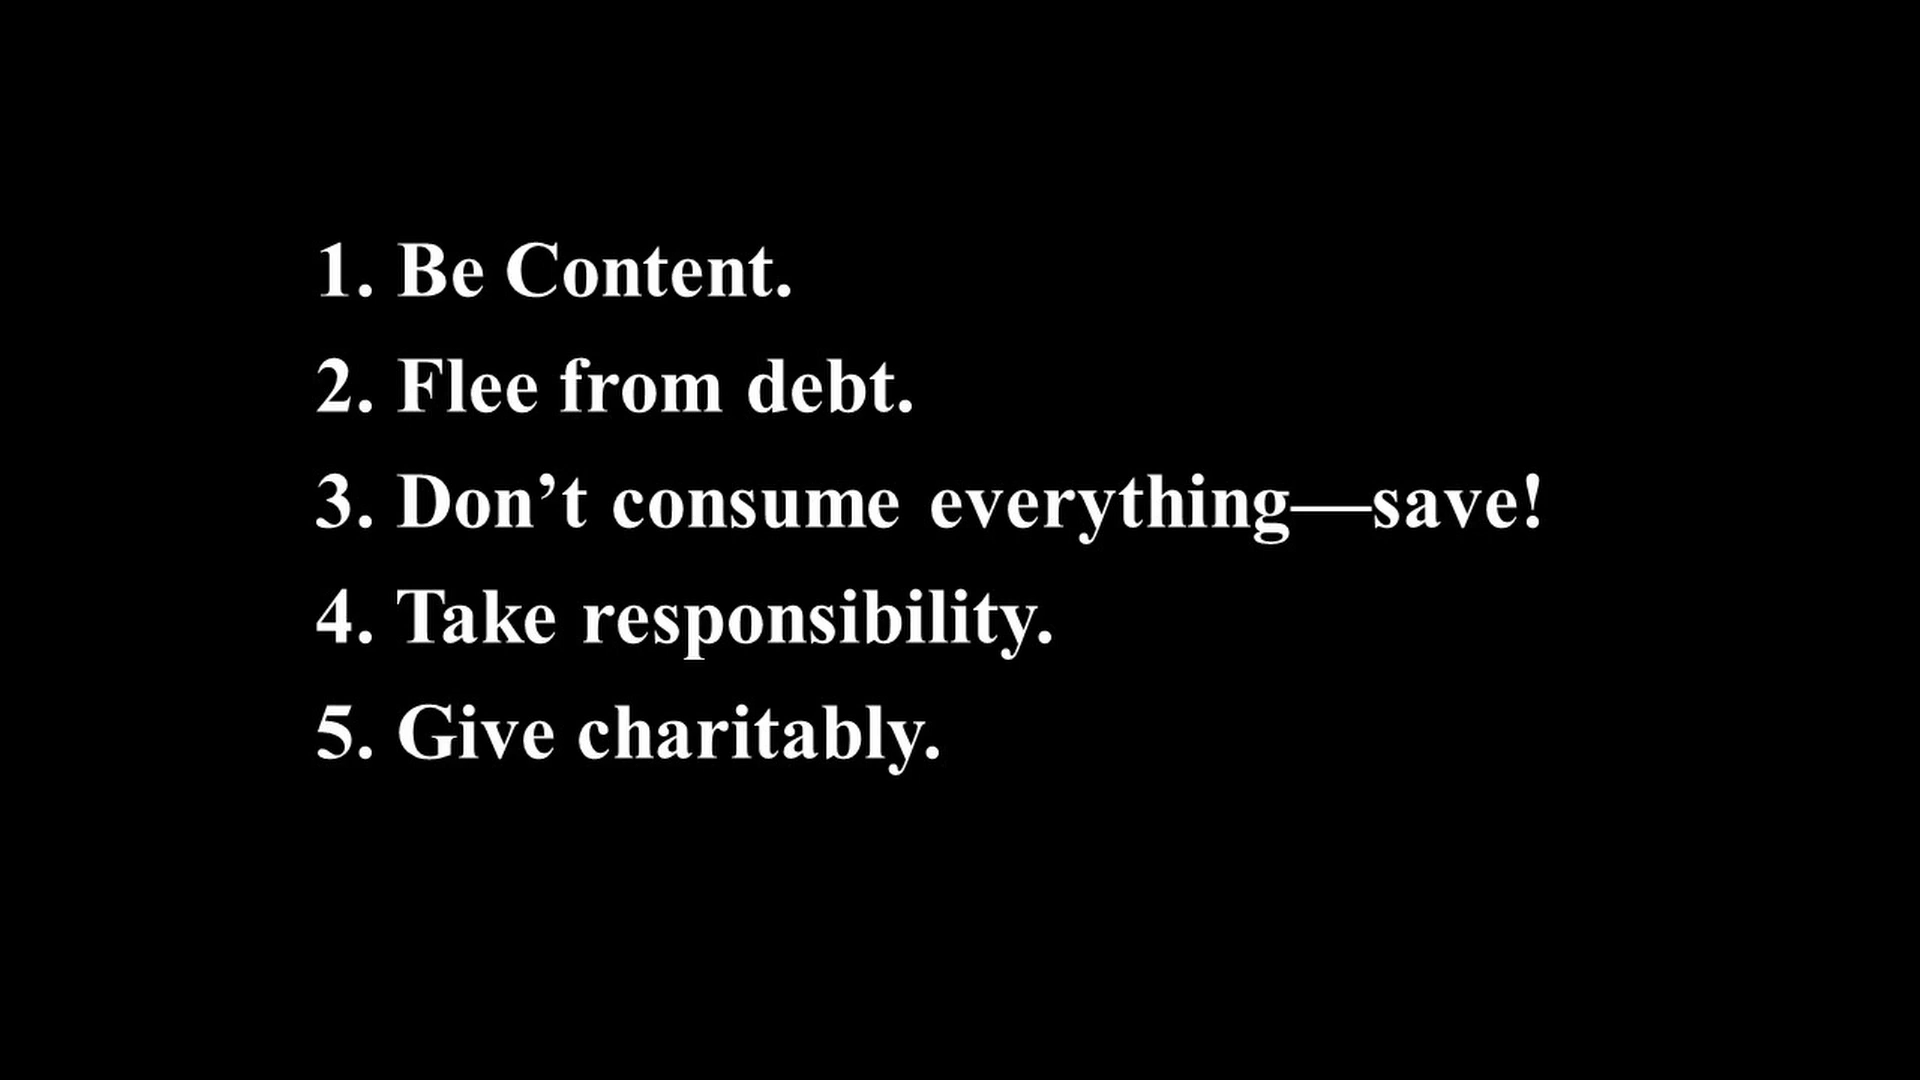 1. Be Content.
2. Flee from debt.
3. Don’t consume everything—save!
4. Take responsibility.
5. Give charitably.